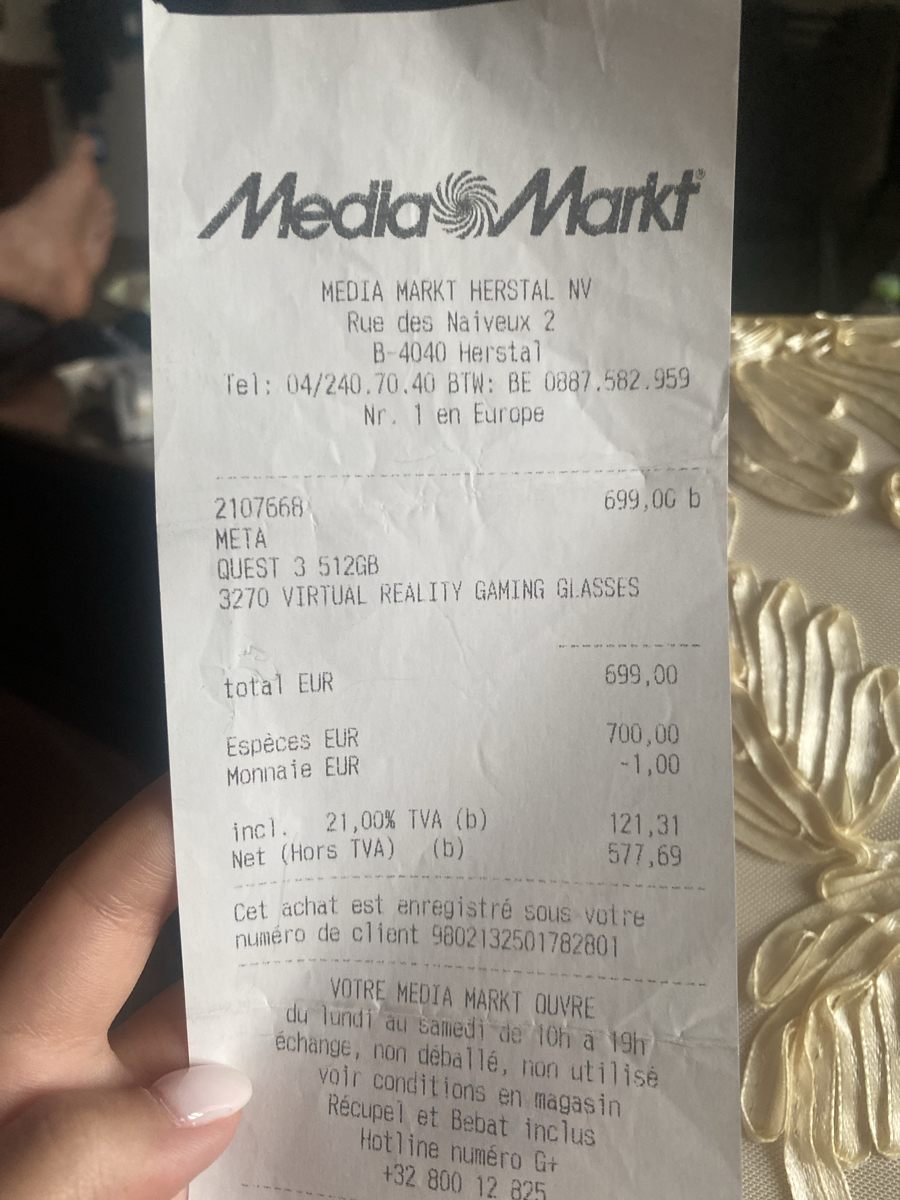 Media Markt®
MEDIA MARKT HERSTAL NV
Rue des Naiveux 2
B-4040 Herstal
Tel: 04/240.70.40 BTW: BE 0887.582.959
Nr. 1 en Europe
2107668 699,00 b
META
QUEST 3 512GB
3270 VIRTUAL REALITY GAMING GLASSES
total EUR 699,00
Espèces EUR 700,00
Monnaie EUR -1,00
incl. 21,00% TVA (b) 121,31
Net (Hors TVA) (b) 577,69
Cet achat est enregistré sous votre
numéro de client 9802132501782801
VOTRE MEDIA MARKT OUVRE
du lundi au samedi de 10h à 19h
échange, non déballé, non utilisé
voir conditions en magasin
Récupel et Bebat inclus
Hotline numéro G+
+32 800 12 825